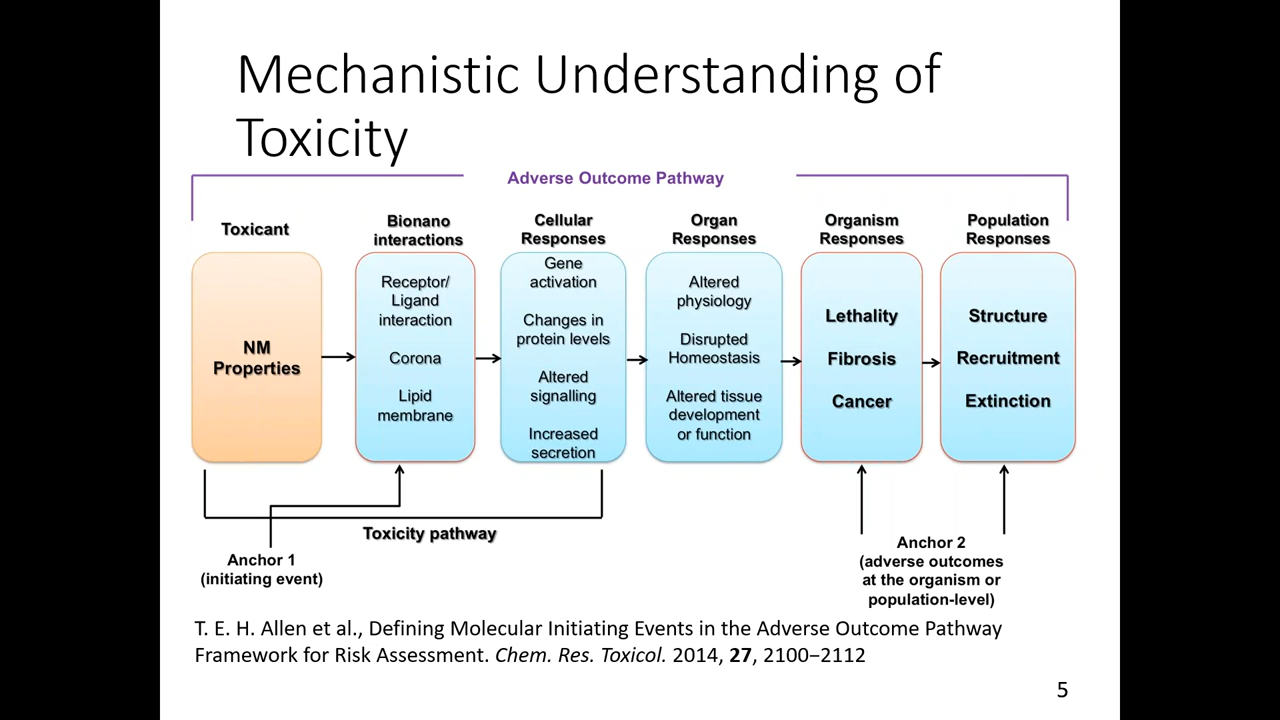 Mechanistic Understanding of
Toxicity
Adverse Outcome Pathway
Toxicant
Bionano
interactions
Cellular
Responses
Organ
Responses
Organism
Responses
Population
Responses
NM
Properties
Receptor/
Ligand
interaction
Corona
Lipid
membrane
Gene
activation
Changes in
protein levels
Altered
signalling
Increased
secretion
Altered
physiology
Disrupted
Homeostasis
Altered tissue
development
or function
Lethality
Fibrosis
Cancer
Structure
Recruitment
Extinction
Toxicity pathway
Anchor 1
(initiating event)
Anchor 2
(adverse outcomes
at the organism or
population-level)
T. E. H. Allen et al., Defining Molecular Initiating Events in the Adverse Outcome Pathway
Framework for Risk Assessment. Chem. Res. Toxicol. 2014, 27, 2100−2112
5